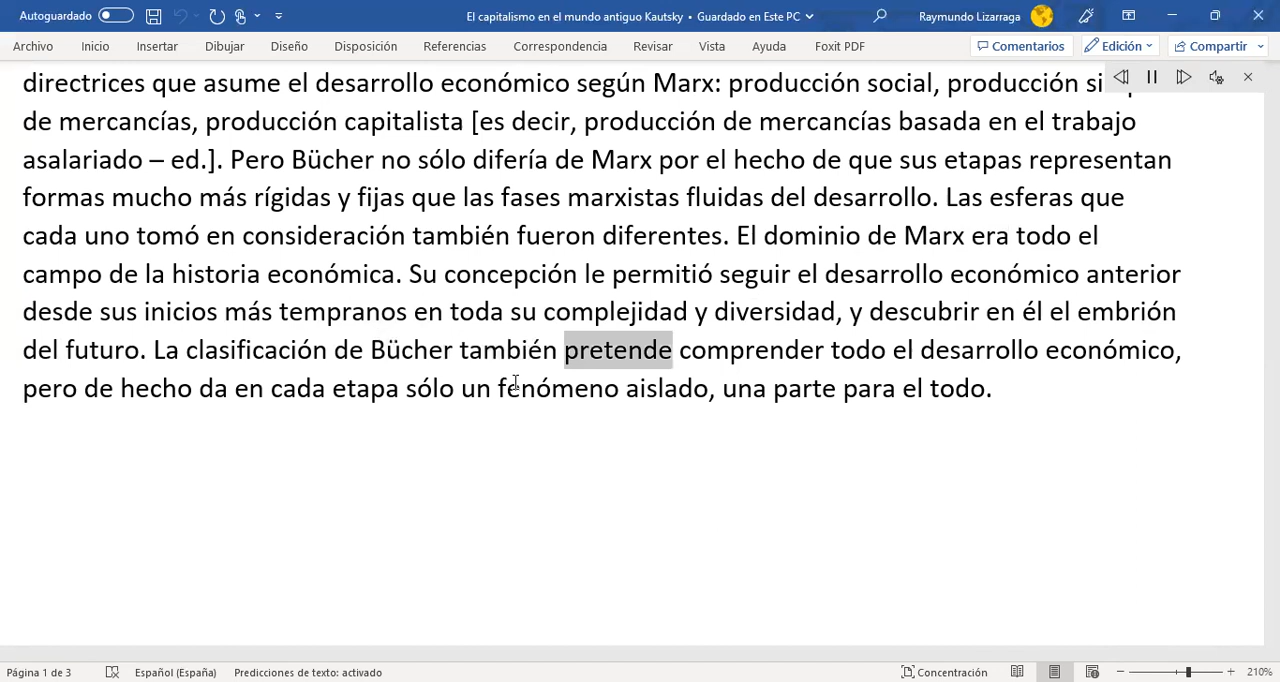 Autoguardado
El capitalismo en el mundo antiguo Kautsky • Guardado en Este PC
Raymundo Lizarraga
Archivo Inicio Insertar Dibujar Diseño Disposición Referencias Correspondencia Revisar Vista Ayuda Foxit PDF Comentarios Edición Compartir
directrices que asume el desarrollo económico según Marx: producción social, producción
de mercancías, producción capitalista [es decir, producción de mercancías basada en el trabajo
asalariado – ed.]. Pero Bücher no sólo difería de Marx por el hecho de que sus etapas representan
formas mucho más rígidas y fijas que las fases marxistas fluidas del desarrollo. Las esferas que
cada uno tomó en consideración también fueron diferentes. El dominio de Marx era todo el
campo de la historia económica. Su concepción le permitió seguir el desarrollo económico anterior
desde sus inicios más tempranos en toda su complejidad y diversidad, y descubrir en él el embrión
del futuro. La clasificación de Bücher también pretende comprender todo el desarrollo económico,
pero de hecho da en cada etapa sólo un fenómeno aislado, una parte para el todo.
Página 1 de 3 Español (España) Predicciones de texto: activado Concentración 210%